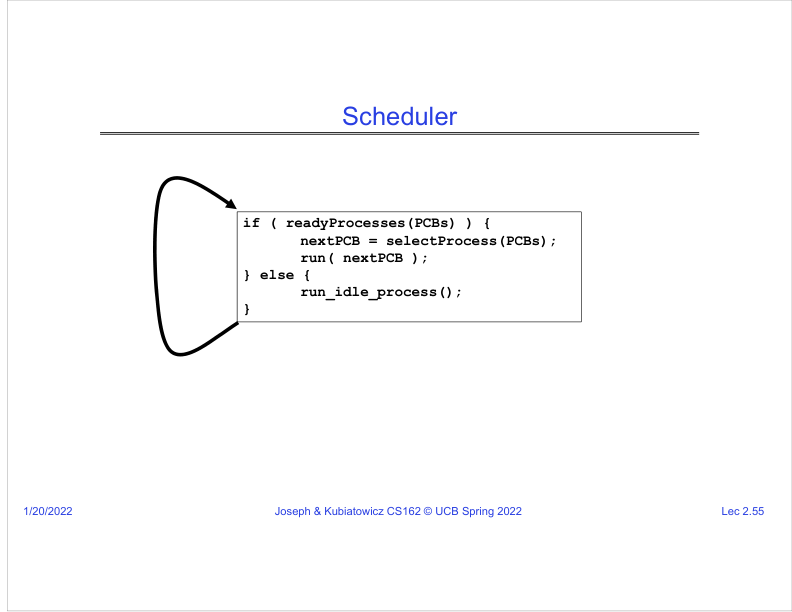 Scheduler
if ( readyProcesses(PCBs) ) {
nextPCB = selectProcess(PCBs);
run( nextPCB );
} else {
run_idle_process();
}
1/20/2022
Joseph & Kubiatowicz CS162 © UCB Spring 2022
Lec 2.55